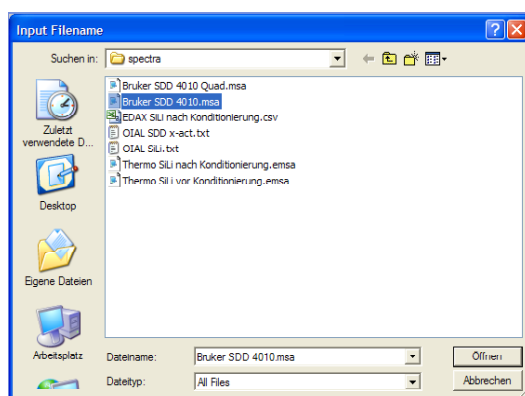 Input Filename
Suchen in:
spectra
Bruker SDD 4010 Quad.msa
Bruker SDD 4010.msa
EDAX SiLi nach Konditionierung.csv
OIAL SDD x-act.txt
OIAL SiLi.txt
Thermo SiLi nach Konditionierung.emsa
Thermo SiLi vor Konditionierung.emsa
Zuletzt
verwendete D...
Desktop
Eigene Dateien
Arbeitsplatz
Dateiname:
Bruker SDD 4010.msa
Öffnen
Dateityp:
All Files
Abbrechen